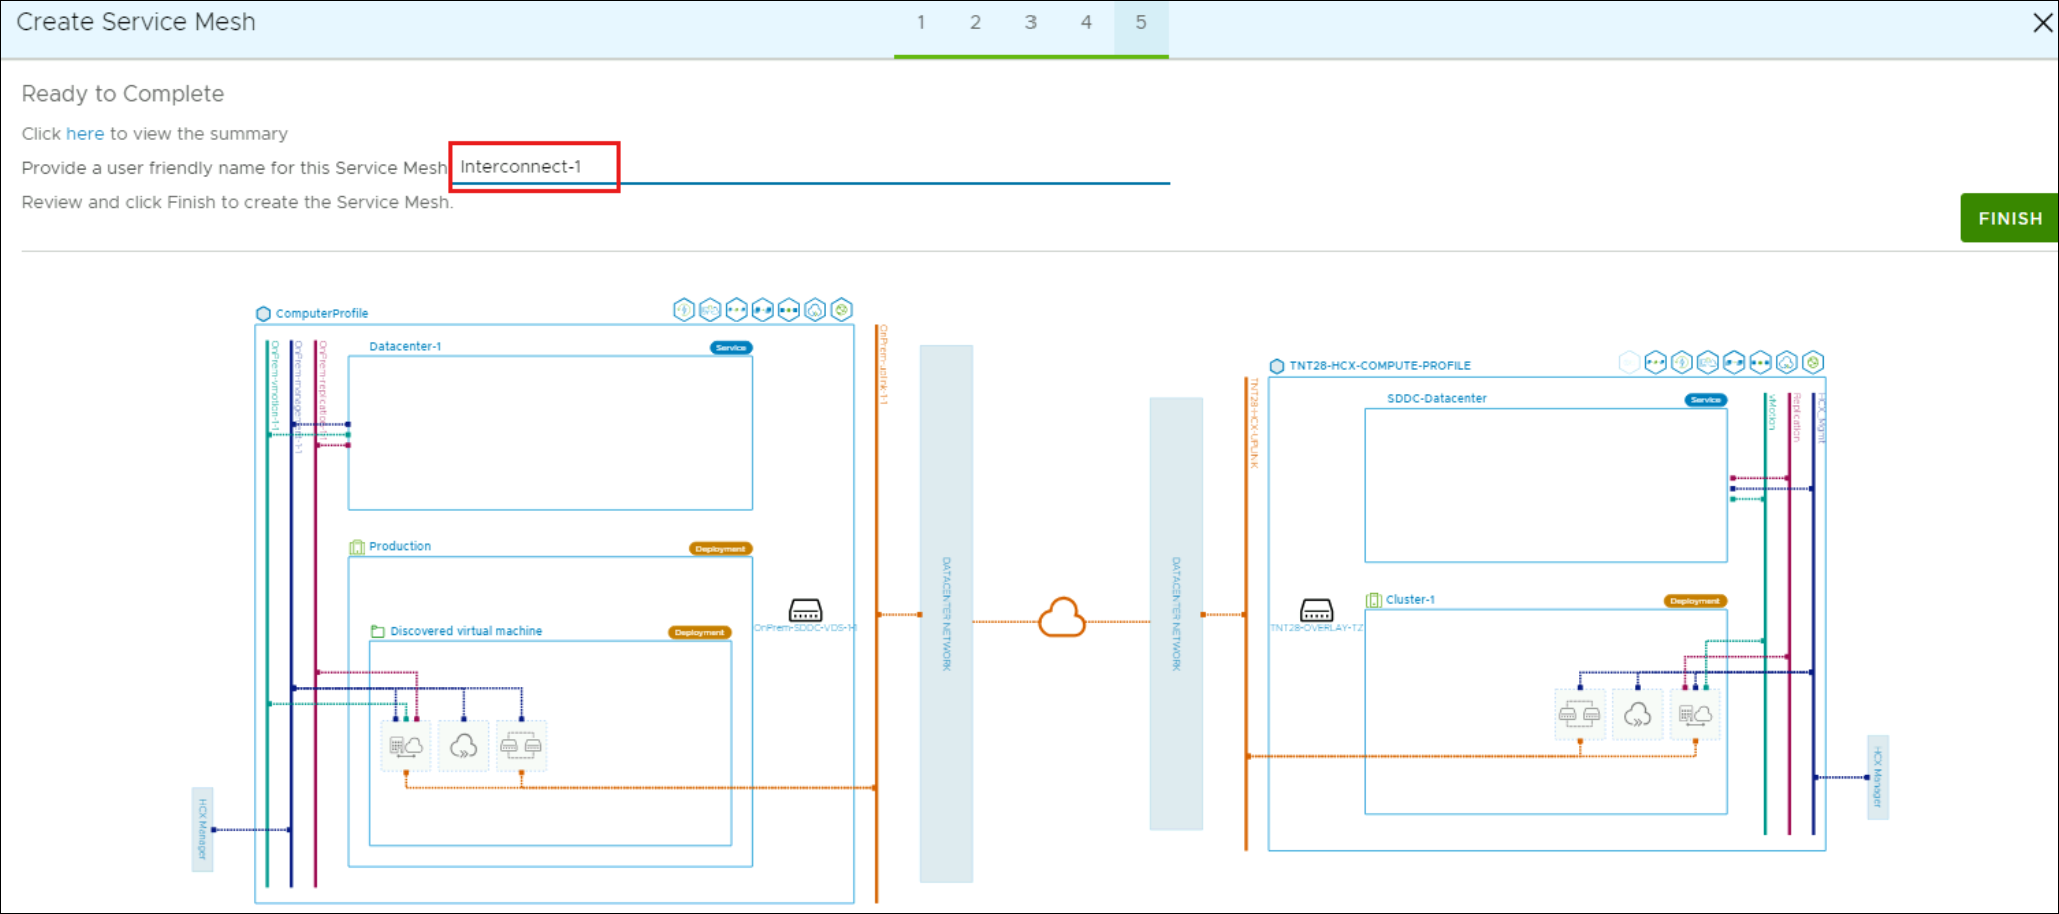 Create Service Mesh
1 2 3 4 5
Ready to Complete
Click here to view the summary
Provide a user friendly name for this Service Mesh
Interconnect-1
Review and click Finish to create the Service Mesh.
FINISH
ComputerProfile
OnPrem-vmotion-1-1
OnPrem-management-1-1
OnPrem-replication-1-1
Datacenter-1
Service
Production
Deployment
Discovered virtual machine
Deployment
OnPrem-SDDC-VDS-1-1
HCX Manager
OnPrem-uplink-1-1
DATACENTER NETWORK
DATACENTER NETWORK
TNT28-HCX-UPLINK
TNT28-HCX-COMPUTE-PROFILE
SDDC-Datacenter
Service
vMotion
Replication
HCX_Mgmt
TNT28-OVERLAY-TZ
Cluster-1
Deployment
HCX Manager